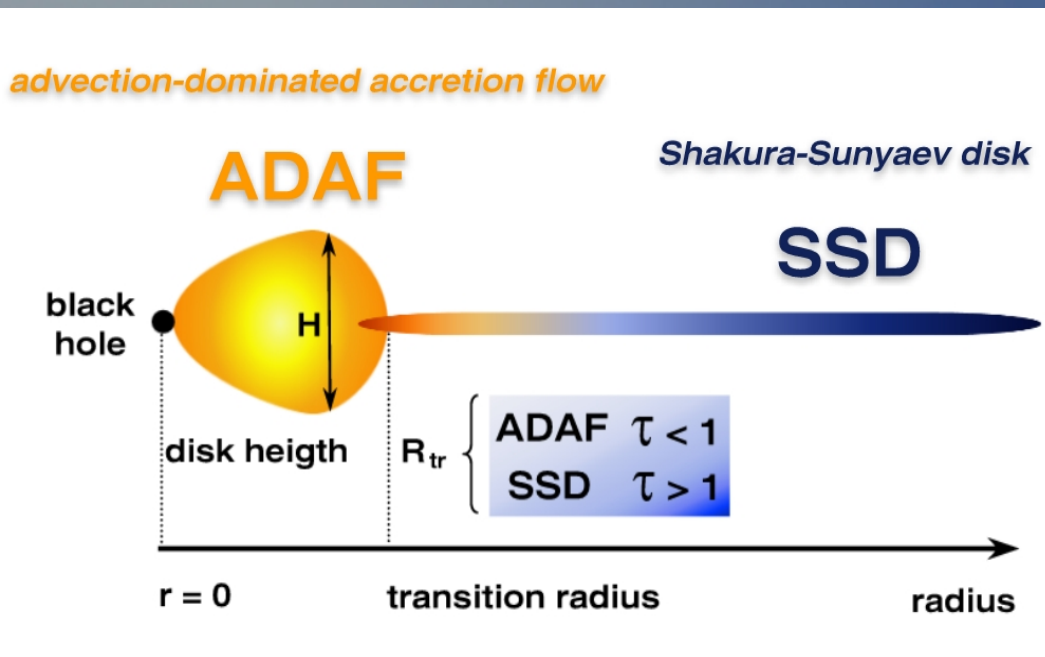 advection-dominated accretion flow
Shakura-Sunyaev disk
ADAF
SSD
black
hole
H
disk heigth
R_tr
ADAF τ < 1
SSD τ > 1
r = 0
transition radius
radius